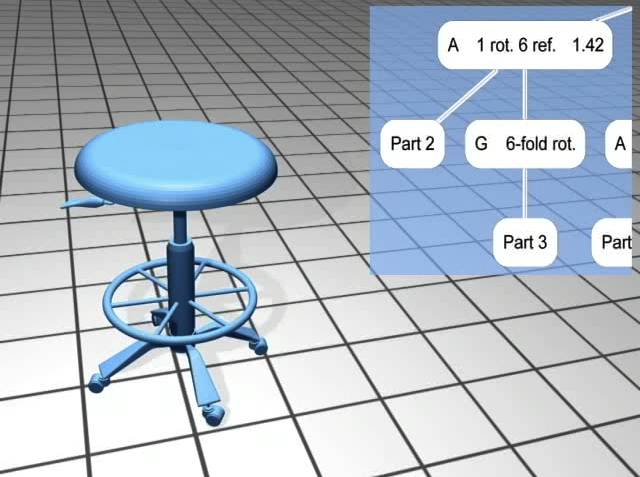 A 1 rot. 6 ref. 1.42
Part 2
G 6-fold rot.
A
Part 3
Part